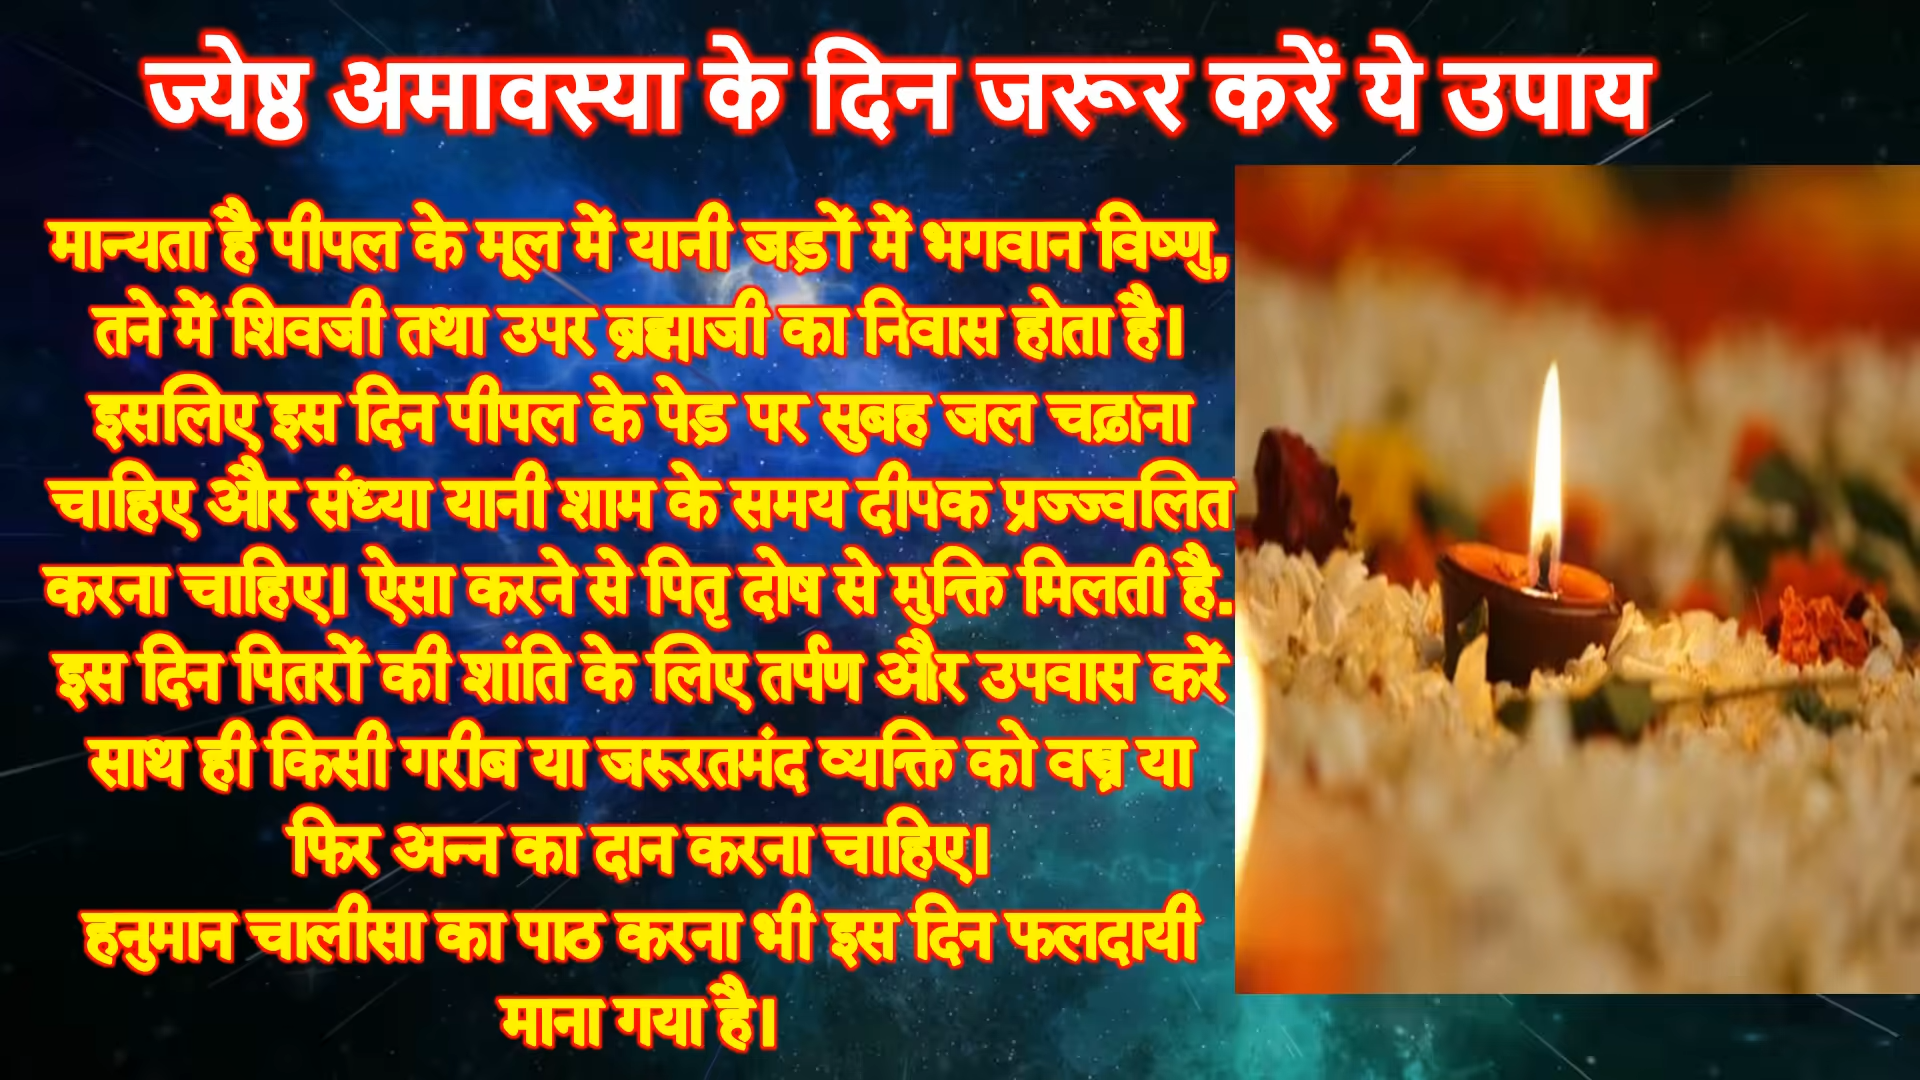 ज्येष्ठ अमावस्या के दिन जरूर करें ये उपाय
मान्यता है पीपल के मूल में यानी जड़ों में भगवान विष्णु,
तने में शिवजी तथा उपर ब्रह्माजी का निवास होता है।
इसलिए इस दिन पीपल के पेड़ पर सुबह जल चढ़ाना
चाहिए और संध्या यानी शाम के समय दीपक प्रज्ज्वलित
करना चाहिए। ऐसा करने से पितृ दोष से मुक्ति मिलती है.
इस दिन पितरों की शांति के लिए तर्पण और उपवास करें
साथ ही किसी गरीब या जरूरतमंद व्यक्ति को वस्त्र या
फिर अन्न का दान करना चाहिए।
हनुमान चालीसा का पाठ करना भी इस दिन फलदायी
माना गया है।